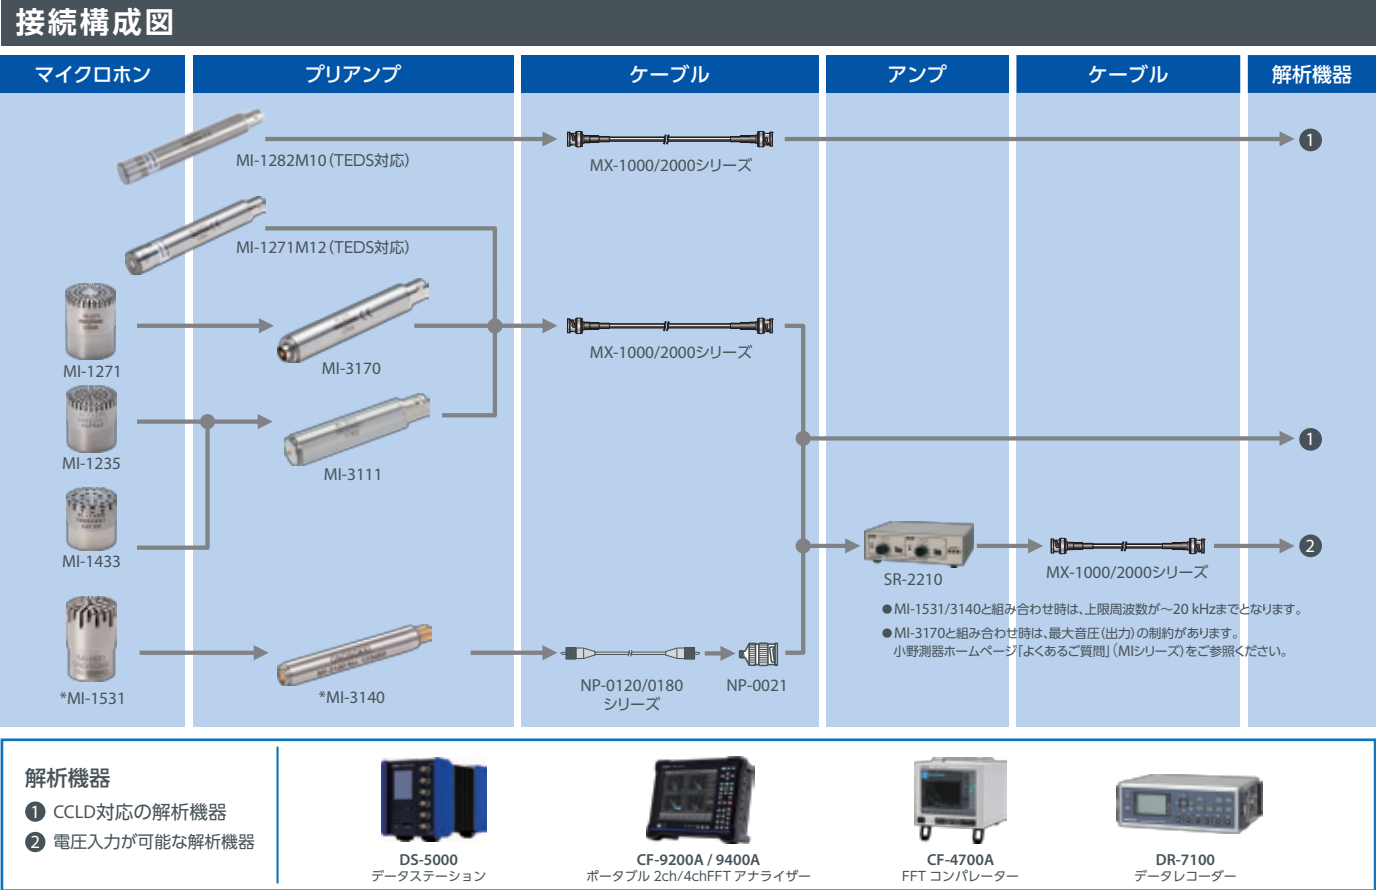 接続構成図
マイクロホン
プリアンプ
ケーブル
アンプ
ケーブル
解析機器
MI-1282M10（TEDS対応）
MX-1000/2000シリーズ
1
MI-1271M12（TEDS対応）
MI-1271
MI-3170
MX-1000/2000シリーズ
MI-1235
MI-3111
1
MI-1433
SR-2210
MX-1000/2000シリーズ
2
●MI-1531/3140と組み合わせ時は、上限周波数が～20 kHzまでとなります。
●MI-3170と組み合わせ時は、最大音圧（出力）の制約があります。
小野測器ホームページ「よくあるご質問」（MIシリーズ）をご参照ください。
*MI-1531
*MI-3140
NP-0120/0180
シリーズ
NP-0021
解析機器
1 CCLD対応の解析機器
2 電圧入力が可能な解析機器
DS-5000
データステーション
CF-9200A / 9400A
ポータブル 2ch/4chFFT アナライザー
CF-4700A
FFT コンパレーター
DR-7100
データレコーダー